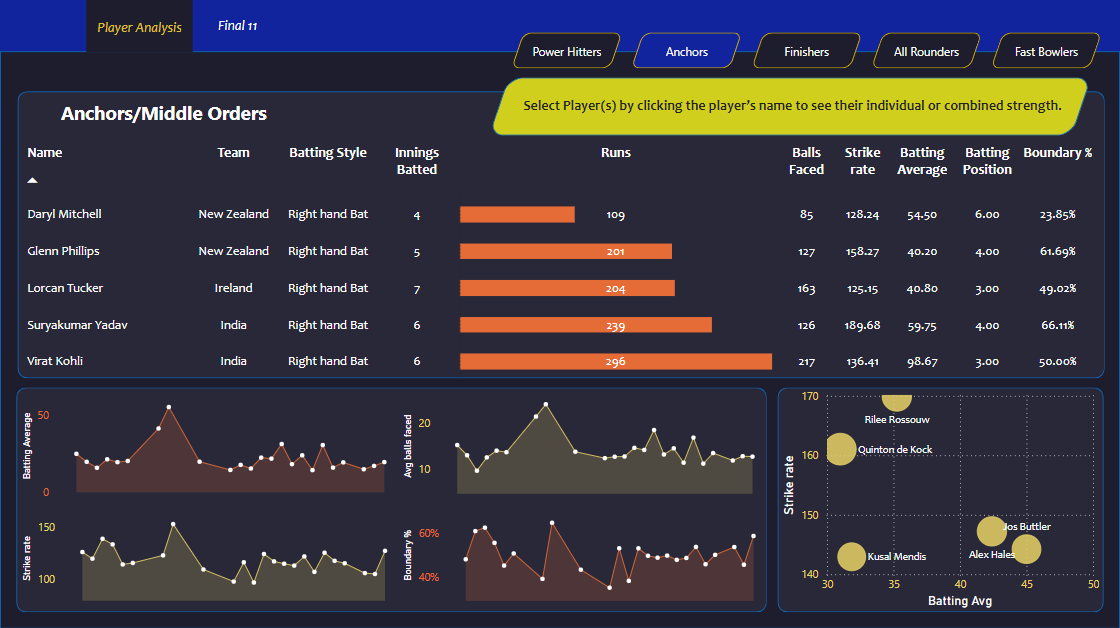 Player Analysis
Final 11
Power Hitters
Anchors
Finishers
All Rounders
Fast Bowlers
Select Player(s) by clicking the player's name to see their individual or combined strength.
Anchors/Middle Orders
Name Team Batting Style Innings Batted Runs Balls Faced Strike rate Batting Average Batting Position Boundary %
Daryl Mitchell New Zealand Right hand Bat 4 109 85 128.24 54.50 6.00 23.85%
Glenn Phillips New Zealand Right hand Bat 5 201 127 158.27 40.20 4.00 61.69%
Lorcan Tucker Ireland Right hand Bat 7 204 163 125.15 40.80 3.00 49.02%
Suryakumar Yadav India Right hand Bat 6 239 126 189.68 59.75 4.00 66.11%
Virat Kohli India Right hand Bat 6 296 217 136.41 98.67 3.00 50.00%
Batting Average
50
0
Avg balls faced
20
10
Strike rate
150
100
Boundary %
60%
40%
Strike rate
170
160
150
140
Rilee Rossouw
Quinton de Kock
Jos Buttler
Alex Hales
Kusal Mendis
30 35 40 45 50
Batting Avg